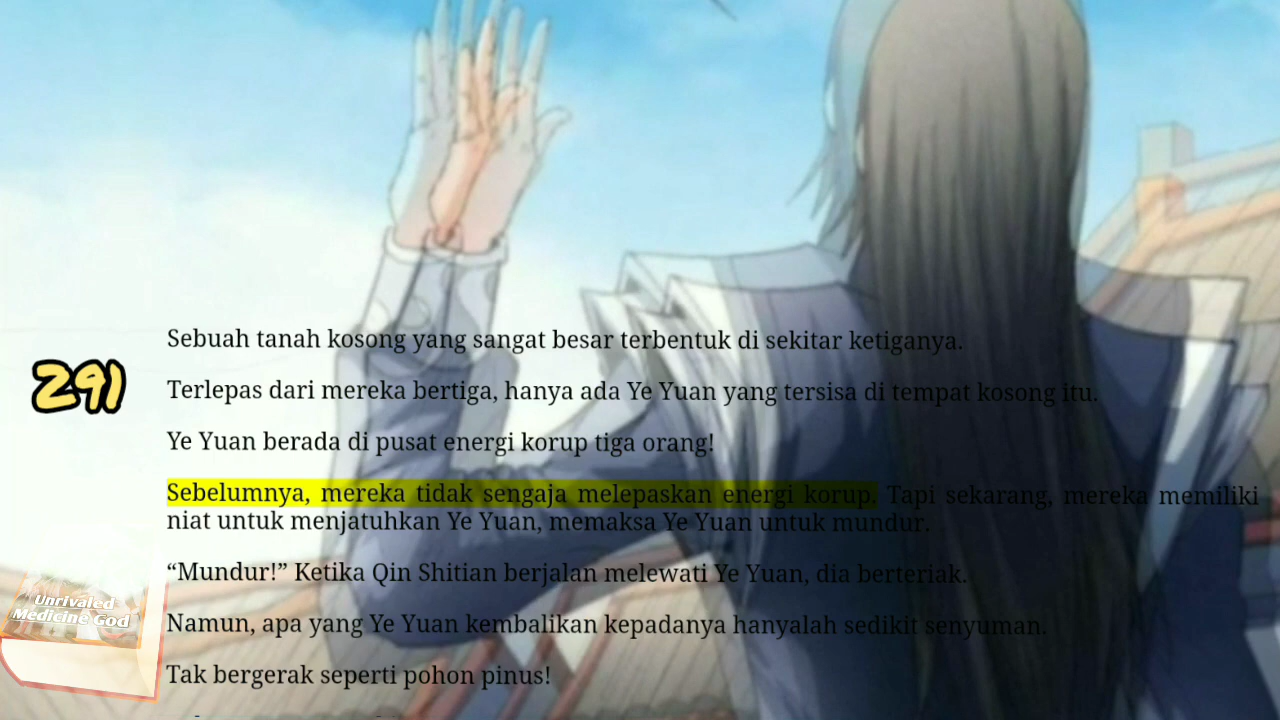 Sebuah tanah kosong yang sangat besar terbentuk di sekitar ketiganya.
291
Terlepas dari mereka bertiga, hanya ada Ye Yuan yang tersisa di tempat kosong itu.
Ye Yuan berada di pusat energi korup tiga orang!
Sebelumnya, mereka tidak sengaja melepaskan energi korup. Tapi sekarang, mereka memiliki
niat untuk menjatuhkan Ye Yuan, memaksa Ye Yuan untuk mundur.
“Mundur!” Ketika Qin Shitian berjalan melewati Ye Yuan, dia berteriak.
Unrivaled
Medicine God
Namun, apa yang Ye Yuan kembalikan kepadanya hanyalah sedikit senyuman.
Tak bergerak seperti pohon pinus!